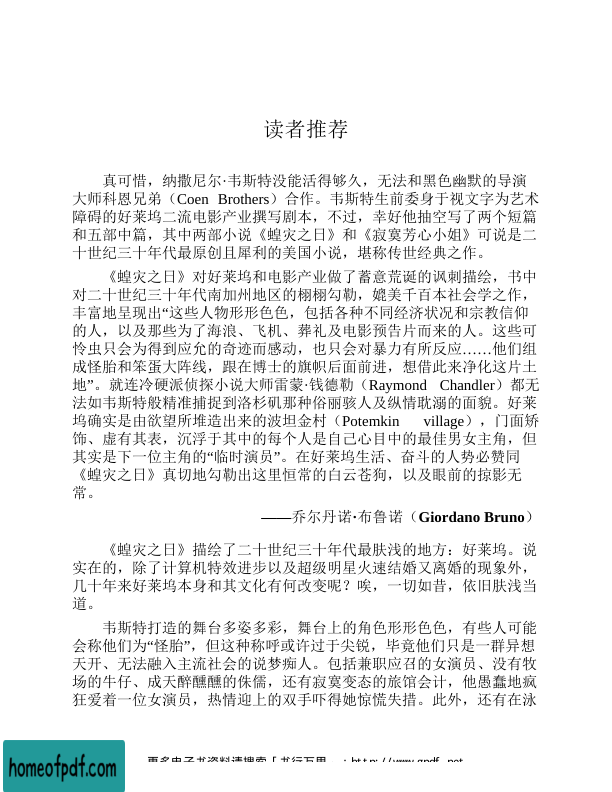 读者推荐
真可惜，纳撒尼尔·韦斯特没能活得够久，无法和黑色幽默的导演
大师科恩兄弟（Coen Brothers）合作。韦斯特生前委身于视文字为艺术
障碍的好莱坞二流电影产业撰写剧本，不过，幸好他抽空写了两个短篇
和五部中篇，其中两部小说《蝗灾之日》和《寂寞芳心小姐》可说是二
十世纪三十年代最原创且犀利的美国小说，堪称传世经典之作。
《蝗灾之日》对好莱坞和电影产业做了蓄意荒诞的讽刺描绘，书中
对二十世纪三十年代南加州地区的栩栩勾勒，媲美千百本社会学之作，
丰富地呈现出“这些人物形形色色，包括各种不同经济状况和宗教信仰
的人，以及那些为了海浪、飞机、葬礼及电影预告片而来的人。这些可
怜虫只会为得到应允的奇迹而感动，也只会对暴力有所反应……他们组
成怪胎和笨蛋大阵线，跟在博士的旗帜后面前进，想借此来净化这片土
地”。就连冷硬派侦探小说大师雷蒙·钱德勒（Raymond Chandler）都无
法如韦斯特般精准捕捉到洛杉矶那种俗丽骇人及纵情耽溺的面貌。好莱
坞确实是由欲望所堆造出来的波坦金村（Potemkin village），门面矫
饰、虚有其表，沉浮于其中的每个人是自己心目中的最佳男女主角，但
其实是下一位主角的“临时演员”。在好莱坞生活、奋斗的人势必赞同
《蝗灾之日》真切地勾勒出这里恒常的白云苍狗，以及眼前的掠影无
常。
——乔尔丹诺·布鲁诺（Giordano Bruno）
《蝗灾之日》描绘了二十世纪三十年代最肤浅的地方：好莱坞。说
实在的，除了计算机特效进步以及超级明星火速结婚又离婚的现象外，
几十年来好莱坞本身和其文化有何改变呢？唉，一切如昔，依旧肤浅当
道。
韦斯特打造的舞台多姿多彩，舞台上的角色形形色色，有些人可能
会称他们为“怪胎”，但这种称呼或许过于尖锐，毕竟他们只是一群异想
天开、无法融入主流社会的说梦痴人。包括兼职应召的女演员、没有牧
场的牛仔、成天醉醺醺的侏儒，还有寂寞变态的旅馆会计，他愚蠢地疯
狂爱着一位女演员，热情迎上的双手吓得她惊慌失措。此外，还有在泳
homeofpdf.com